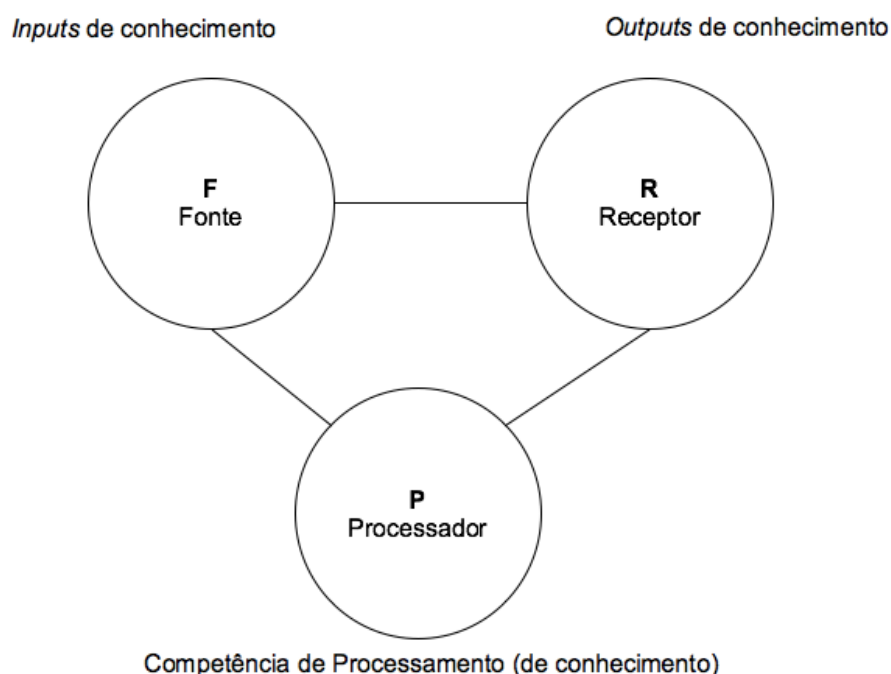 Inputs de conhecimento
Outputs de conhecimento
F
Fonte
R
Receptor
P
Processador
Competência de Processamento (de conhecimento)